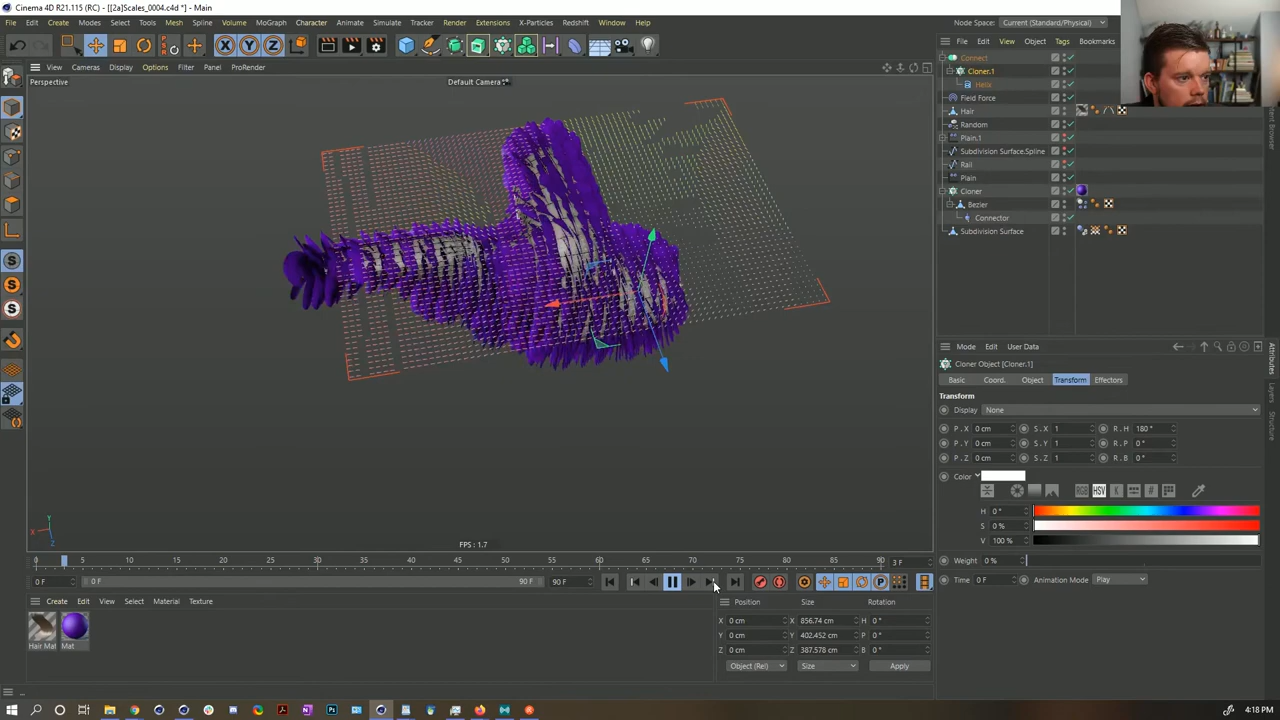 Cinema 4D R21.115 (RC) - [[2a]Scales_0004.c4d *] - Main
File Edit Create Modes Select Tools Mesh Spline Volume MoGraph Character Animate Simulate Tracker Render Extensions X-Particles Redshift Window Help
Node Space: Current (Standard/Physical)
View Cameras Display Options Filter Panel ProRender
Perspective
Default Camera
File Edit View Object Tags Bookmarks
Connect
Cloner.1
Helix
Field Force
Hair
Random
Plain.1
Subdivision Surface.Spline
Rail
Plain
Cloner
Bezier
Connector
Subdivision Surface
Mode Edit User Data
Cloner Object [Cloner.1]
Basic Coord. Object Transform Effectors
Transform
Display None
P . X 0 cm S . X 1 R . H 180 °
P . Y 0 cm S . Y 1 R . P 0 °
P . Z 0 cm S . Z 1 R . B 0 °
Color
RGB HSV K
H 0 °
S 0 %
V 100 %
Weight 0 %
Time 0 F Animation Mode Play
Attributes
Layers
Structure
Y
X
Z
FPS : 1.7
0 5 10 15 20 25 30 35 40 45 50 55 60 65 70 75 80 85 90 3 F
0 F 0 F 90 F 90 F
Create Edit View Select Material Texture
Hair Mat Mat
Position Size Rotation
X 0 cm X 856.74 cm H 0 °
Y 0 cm Y 402.452 cm P 0 °
Z 0 cm Z 387.578 cm B 0 °
Object (Rel) Size Apply
4:18 PM